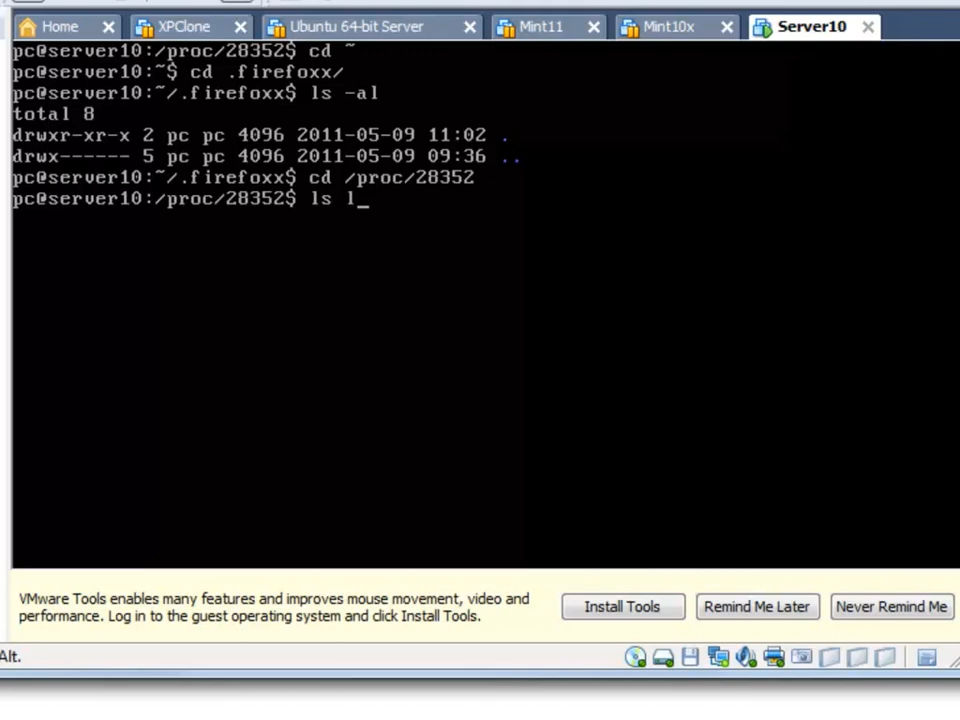 Home XPClone Ubuntu 64-bit Server Mint11 Mint10x Server10
pc@server10:/proc/28352$ cd ~
pc@server10:~$ cd .firefoxx/
pc@server10:~/.firefoxx$ ls -al
total 8
drwxr-xr-x 2 pc pc 4096 2011-05-09 11:02 .
drwx------ 5 pc pc 4096 2011-05-09 09:36 ..
pc@server10:~/.firefoxx$ cd /proc/28352
pc@server10:/proc/28352$ ls l_
VMware Tools enables many features and improves mouse movement, video and
performance. Log in to the guest operating system and click Install Tools.
Install Tools Remind Me Later Never Remind Me
Alt.